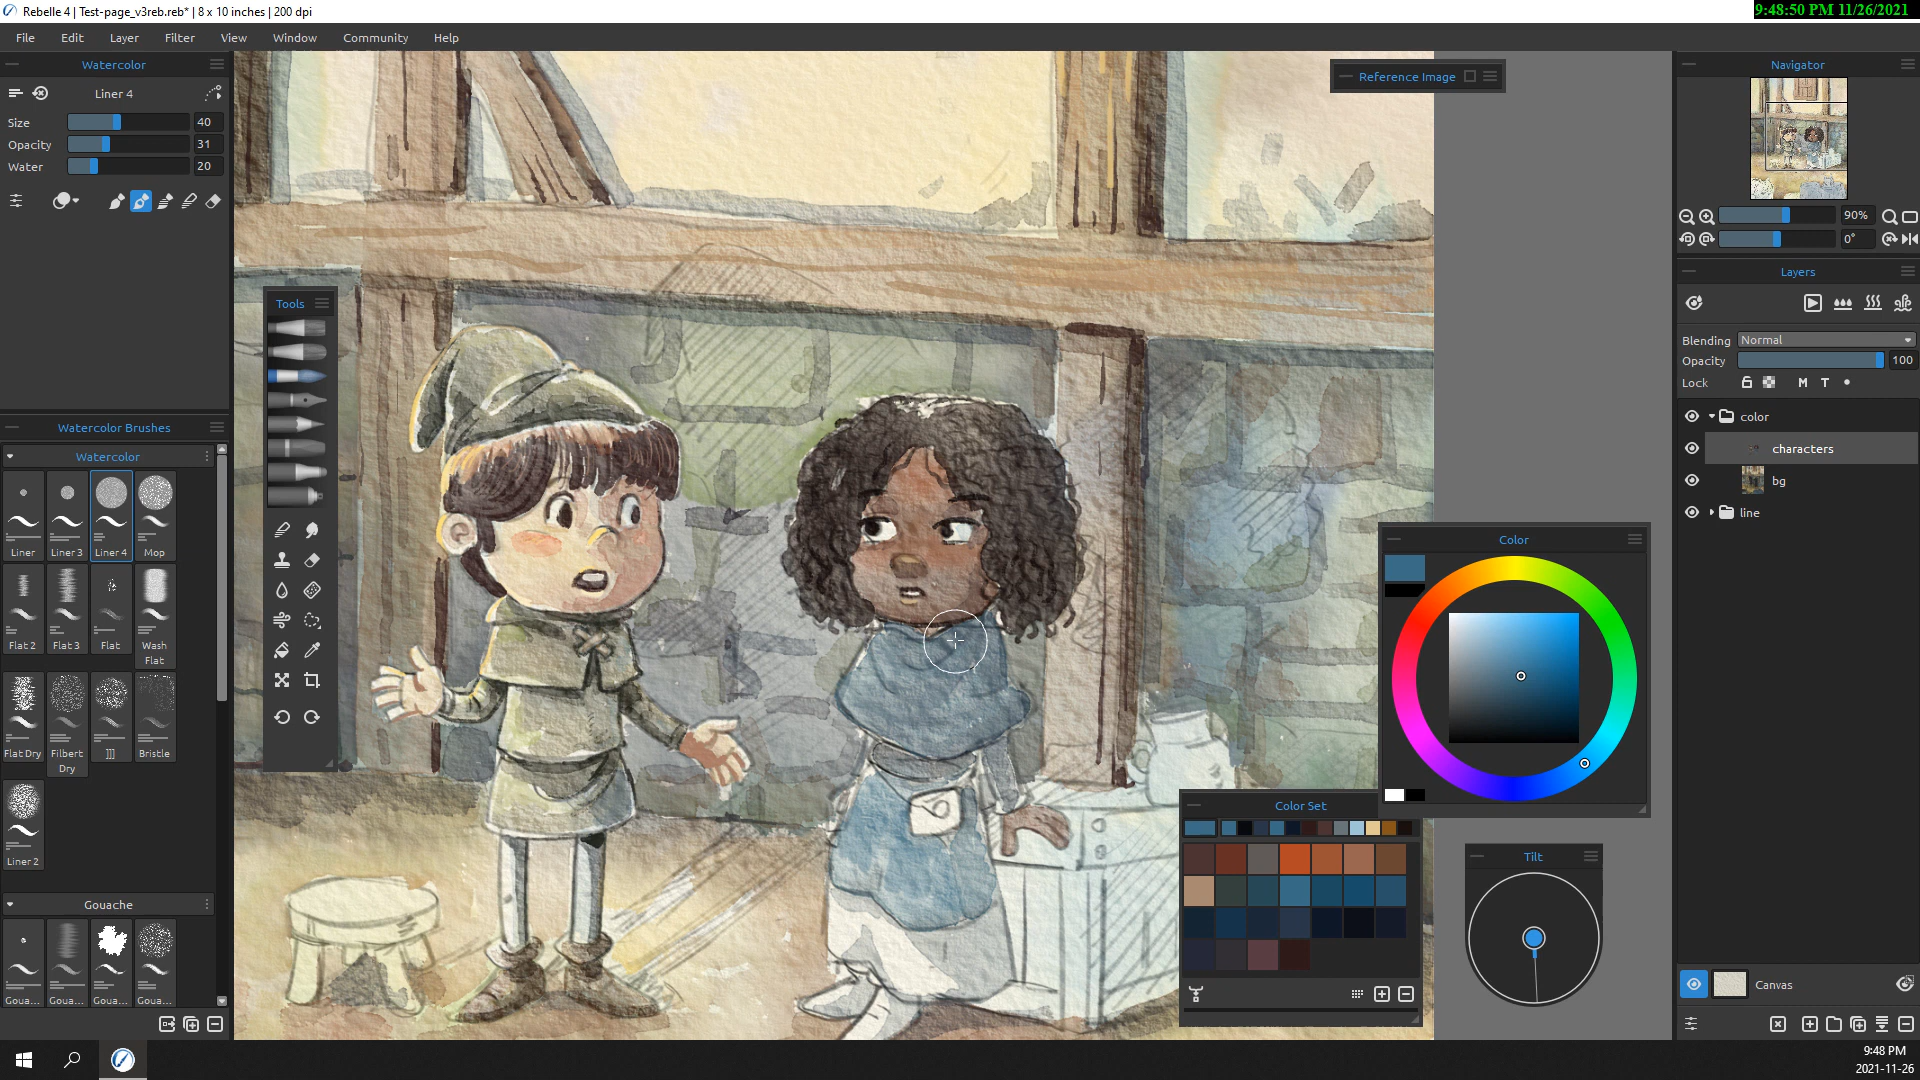 Rebelle 4 | Test-page_v3reb.reb* | 8 x 10 inches | 200 dpi
9:48:50 PM 11/26/2021
File Edit Layer Filter View Window Community Help
Watercolor
Liner 4
Size 40
Opacity 31
Water 20
Watercolor Brushes
Watercolor
Liner Liner 3 Liner 4 Mop
Flat 2 Flat 3 Flat Wash Flat
Flat Dry Filbert Dry ]]] Bristle
Liner 2
Gouache
Goua... Goua... Goua... Goua...
Tools
Reference Image
Color
Color Set
Tilt
Navigator
90%
0°
Layers
Blending Normal
Opacity 100
Lock M T
color
characters
bg
line
Canvas
9:48 PM
2021-11-26